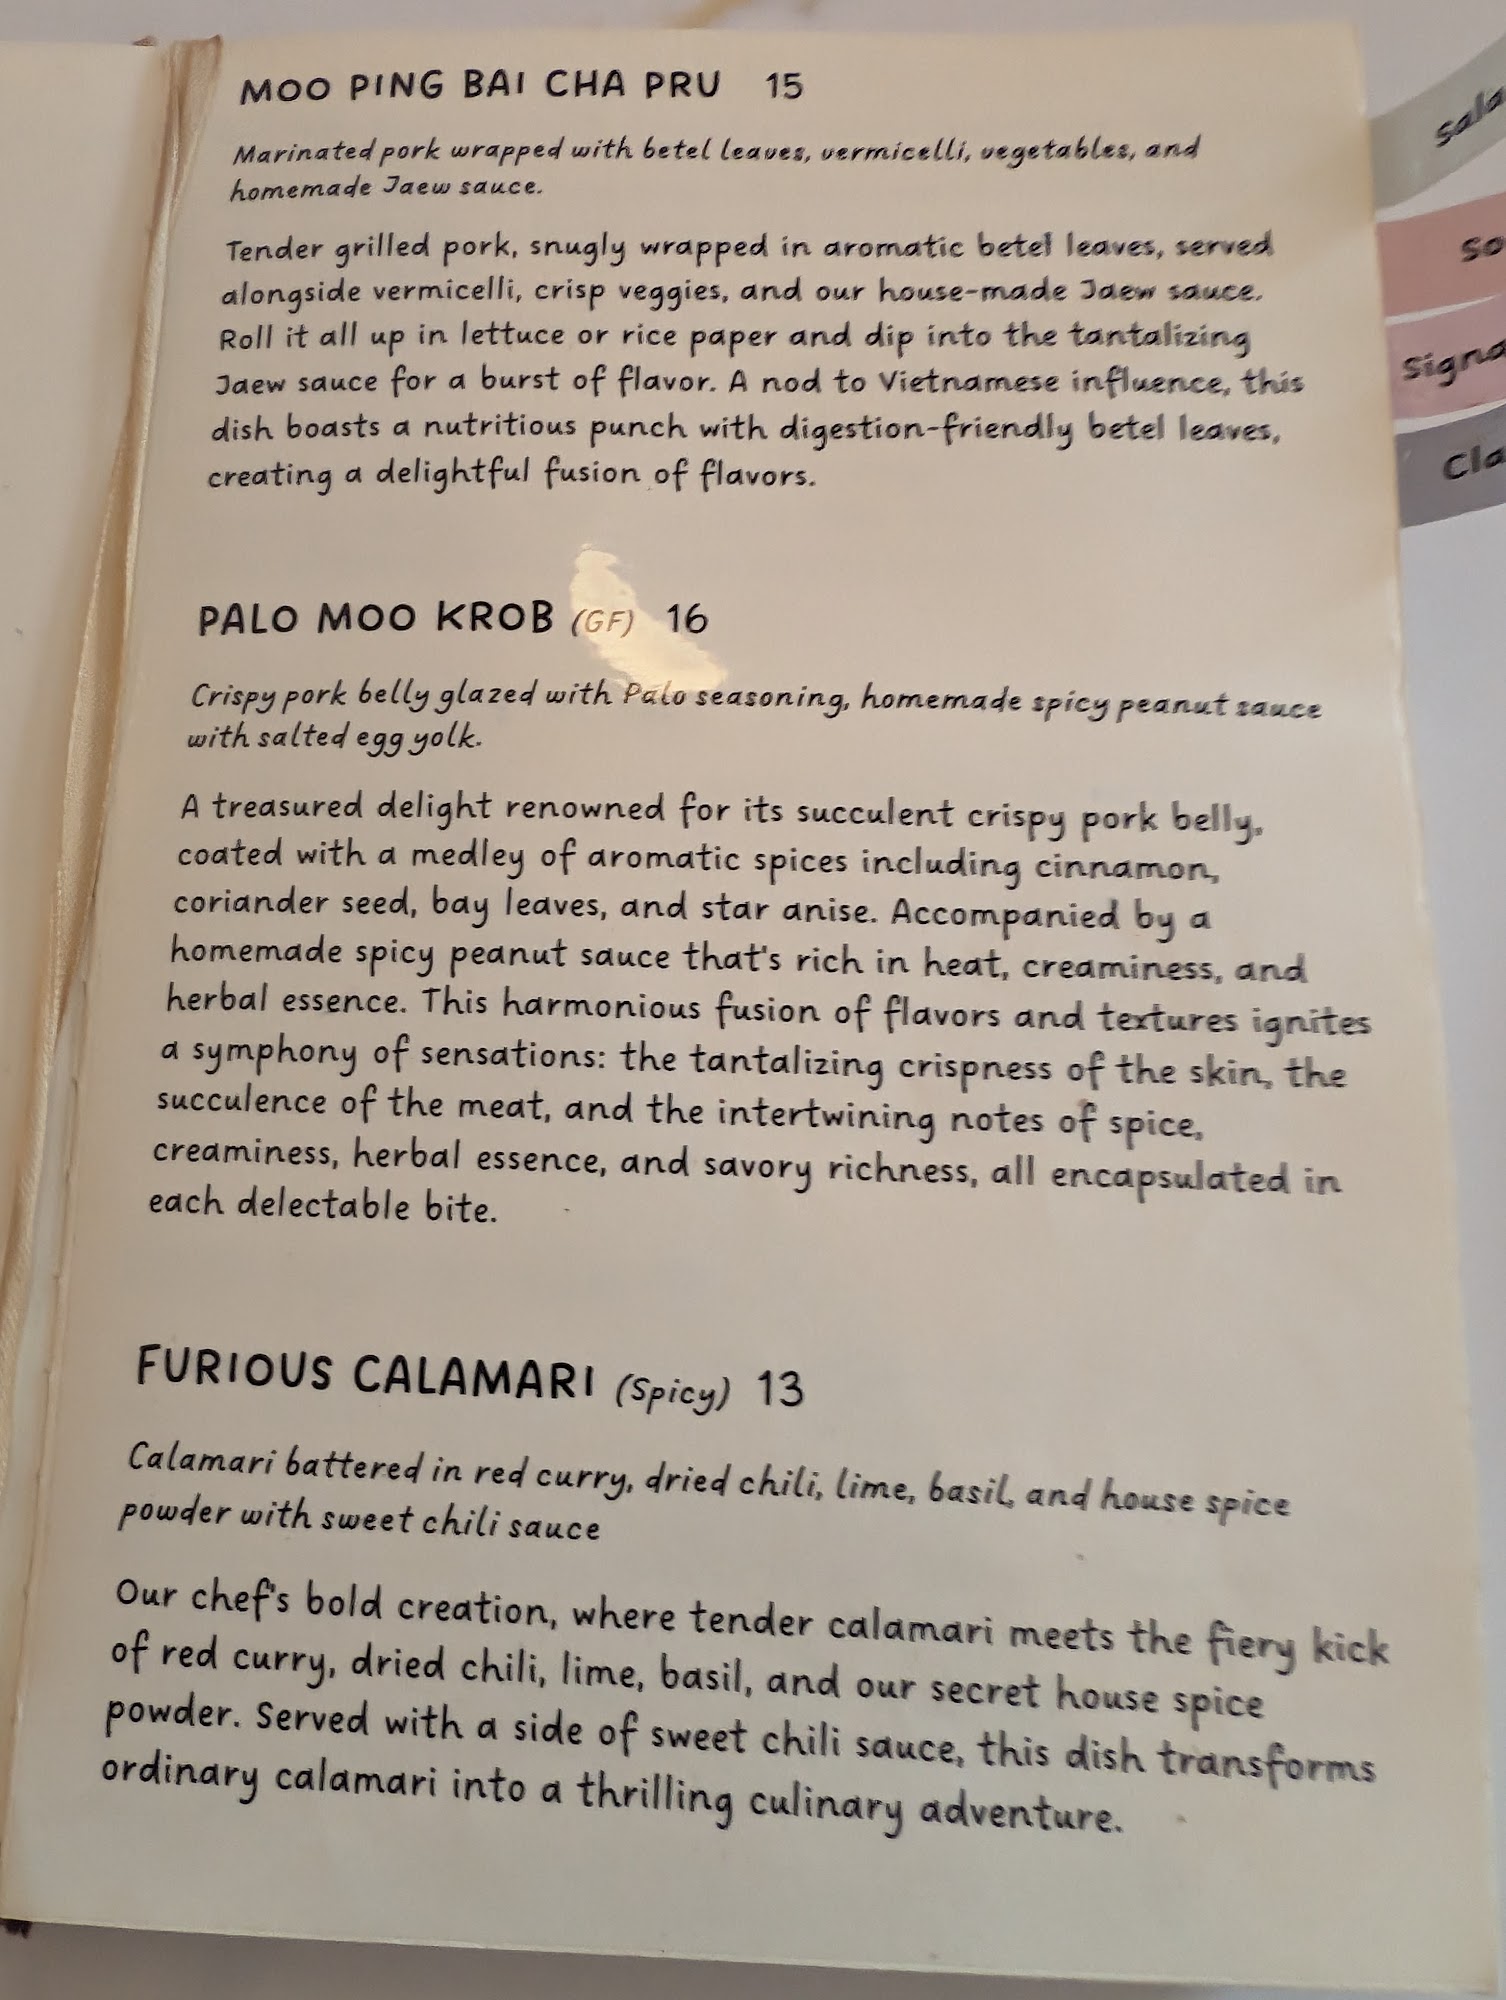 MOO PING BAI CHA PRU 15
Marinated pork wrapped with betel leaves, vermicelli, vegetables, and
homemade Jaew sauce.
Tender grilled pork, snugly wrapped in aromatic betel leaves, served
alongside vermicelli, crisp veggies, and our house-made Jaew sauce.
Roll it all up in lettuce or rice paper and dip into the tantalizing
Jaew sauce for a burst of flavor. A nod to Vietnamese influence, this
dish boasts a nutritious punch with digestion-friendly betel leaves,
creating a delightful fusion of flavors.
PALO MOO KROB (GF) 16
Crispy pork belly glazed with Palo seasoning, homemade spicy peanut sauce
with salted egg yolk.
A treasured delight renowned for its succulent crispy pork belly,
coated with a medley of aromatic spices including cinnamon,
coriander seed, bay leaves, and star anise. Accompanied by a
homemade spicy peanut sauce that's rich in heat, creaminess, and
herbal essence. This harmonious fusion of flavors and textures ignites
a symphony of sensations: the tantalizing crispness of the skin, the
succulence of the meat, and the intertwining notes of spice,
creaminess, herbal essence, and savory richness, all encapsulated in
each delectable bite.
FURIOUS CALAMARI (Spicy) 13
Calamari battered in red curry, dried chili, lime, basil, and house spice
powder with sweet chili sauce
Our chef's bold creation, where tender calamari meets the fiery kick
of red curry, dried chili, lime, basil, and our secret house spice
powder. Served with a side of sweet chili sauce, this dish transforms
ordinary calamari into a thrilling culinary adventure.
Sala
So
Signa
Cla